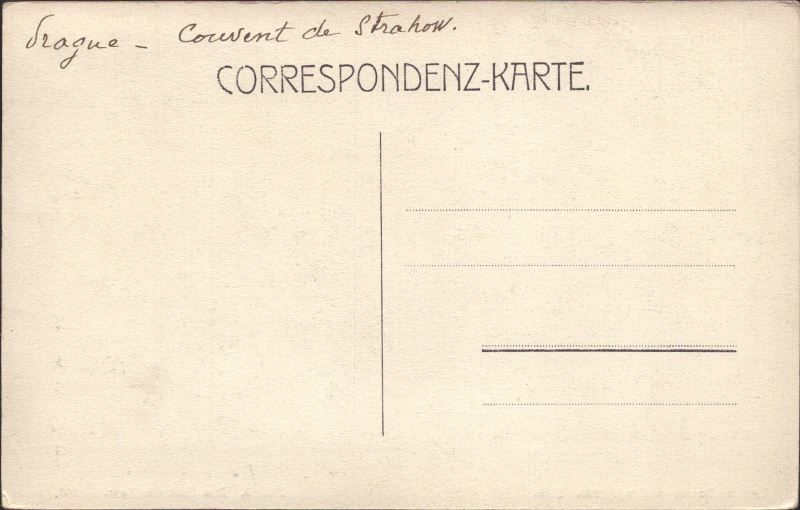 Prague - Couvent de Strahow.
CORRESPONDENZ-KARTE.